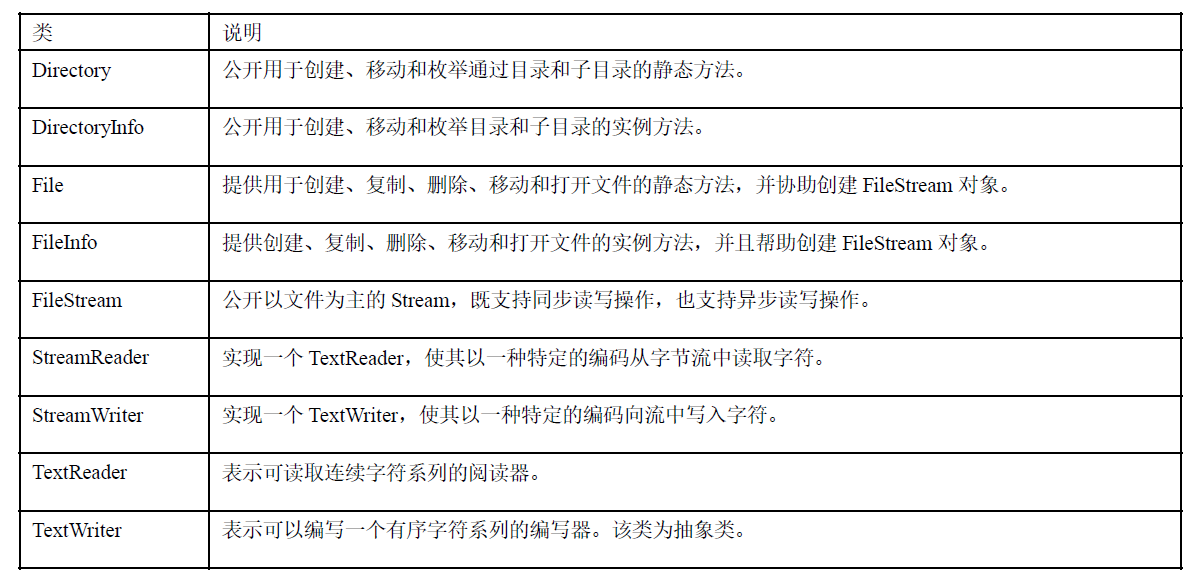 类 说明
Directory 公开用于创建、移动和枚举通过目录和子目录的静态方法。
DirectoryInfo 公开用于创建、移动和枚举目录和子目录的实例方法。
File 提供用于创建、复制、删除、移动和打开文件的静态方法，并协助创建 FileStream 对象。
FileInfo 提供创建、复制、删除、移动和打开文件的实例方法，并且帮助创建 FileStream 对象。
FileStream 公开以文件为主的 Stream，既支持同步读写操作，也支持异步读写操作。
StreamReader 实现一个 TextReader，使其以一种特定的编码从字节流中读取字符。
StreamWriter 实现一个 TextWriter，使其以一种特定的编码向流中写入字符。
TextReader 表示可读取连续字符系列的阅读器。
TextWriter 表示可以编写一个有序字符系列的编写器。该类为抽象类。